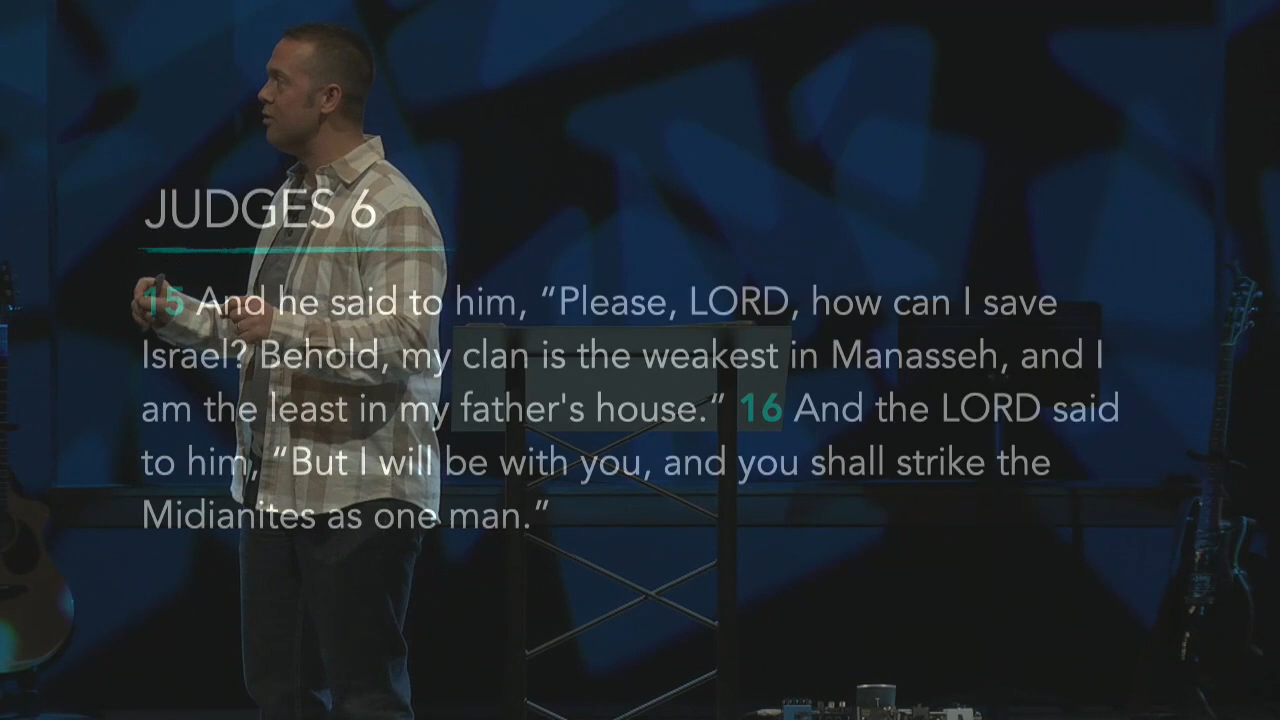 JUDGES 6
15 And he said to him, “Please, LORD, how can I save
Israel? Behold, my clan is the weakest in Manasseh, and I
am the least in my father's house.” 16 And the LORD said
to him, “But I will be with you, and you shall strike the
Midianites as one man.”